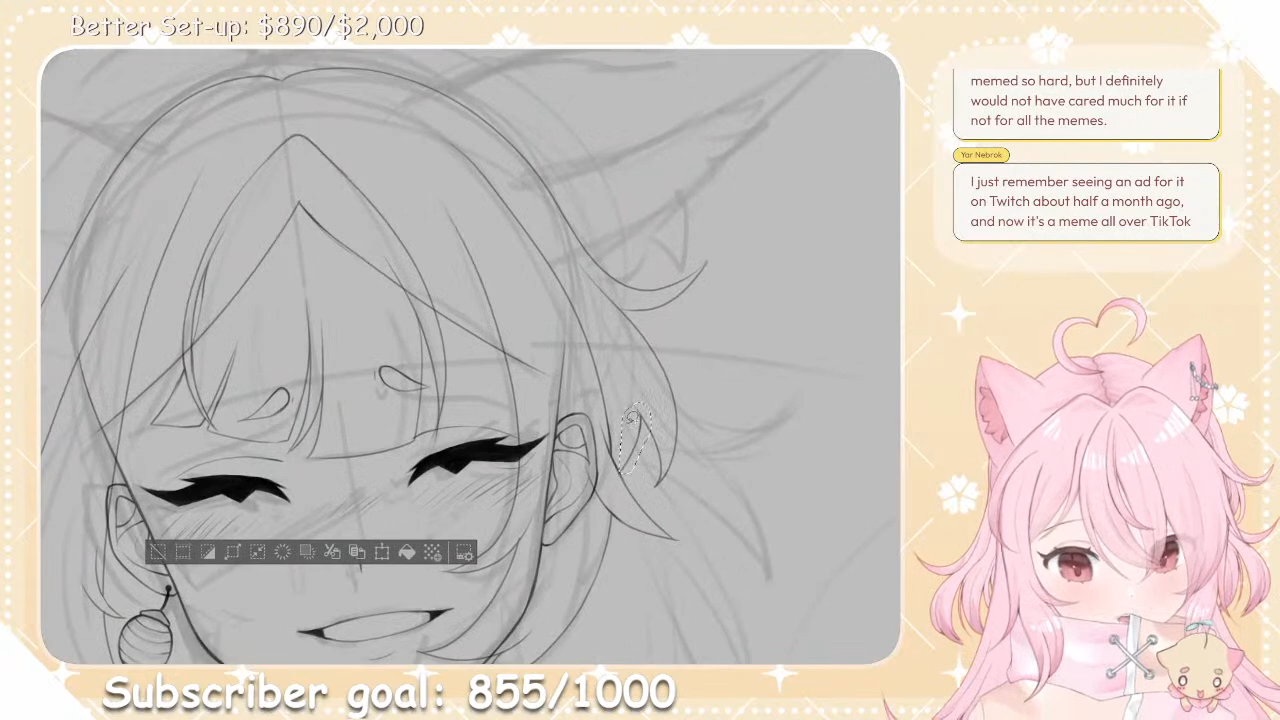 Better Set-up: $890/$2,000
memed so hard, but I definitely
would not have cared much for it if
not for all the memes.
Yar Nebrok
I just remember seeing an ad for it
on Twitch about half a month ago,
and now it's a meme all over TikTok
Subscriber goal: 855/1000